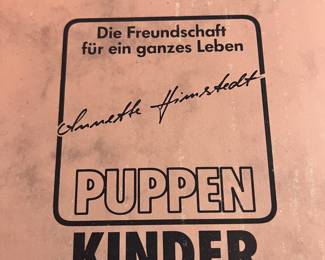 Die Freundschaft
für ein ganzes Leben
Annette Himstedt
PUPPEN
KINDER